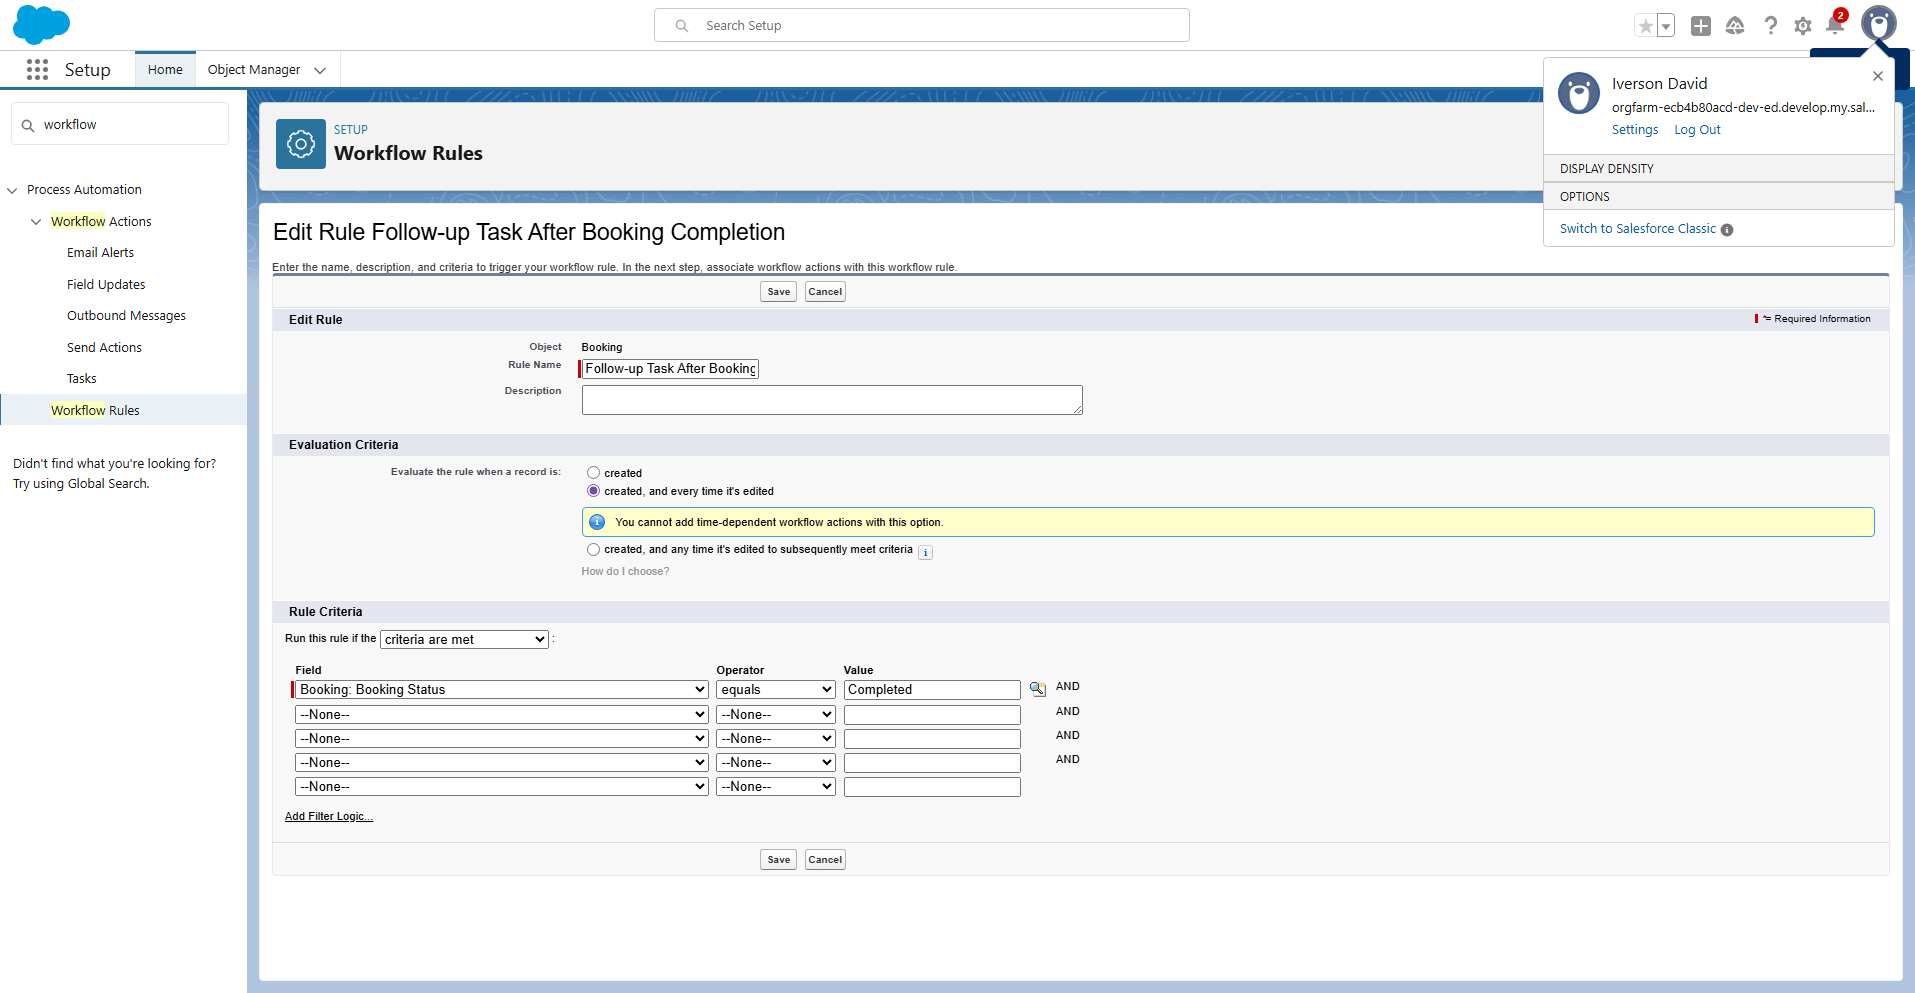 Search Setup
2
Setup
Home
Object Manager
Iverson David
orgfarm-ecb4b80acd-dev-ed.develop.my.sal...
Settings Log Out
DISPLAY DENSITY
OPTIONS
Switch to Salesforce Classic
workflow
Process Automation
Workflow Actions
Email Alerts
Field Updates
Outbound Messages
Send Actions
Tasks
Workflow Rules
Didn't find what you're looking for?
Try using Global Search.
SETUP
Workflow Rules
Edit Rule Follow-up Task After Booking Completion
Enter the name, description, and criteria to trigger your workflow rule. In the next step, associate workflow actions with this workflow rule.
Save Cancel
Edit Rule
= Required Information
Object Booking
Rule Name Follow-up Task After Booking
Description
Evaluation Criteria
Evaluate the rule when a record is: created
created, and every time it's edited
You cannot add time-dependent workflow actions with this option.
created, and any time it's edited to subsequently meet criteria i
How do I choose?
Rule Criteria
Run this rule if the criteria are met :
Field Operator Value
Booking: Booking Status equals Completed AND
--None-- --None-- AND
--None-- --None-- AND
--None-- --None-- AND
--None-- --None--
Add Filter Logic...
Save Cancel